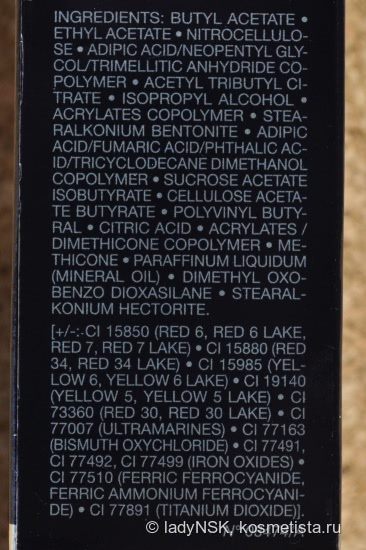 INGREDIENTS: BUTYL ACETATE •
ETHYL ACETATE • NITROCELLULO-
SE • ADIPIC ACID/NEOPENTYL GLY-
COL/TRIMELLITIC ANHYDRIDE CO-
POLYMER • ACETYL TRIBUTYL CI-
TRATE • ISOPROPYL ALCOHOL •
ACRYLATES COPOLYMER • STEA-
RALKONIUM BENTONITE • ADIPIC
ACID/FUMARIC ACID/PHTHALIC AC-
ID/TRICYCLODECANE DIMETHANOL
COPOLYMER • SUCROSE ACETATE
ISOBUTYRATE • CELLULOSE ACETA-
TE BUTYRATE • POLYVINYL BUTY-
RAL • CITRIC ACID • ACRYLATES /
DIMETHICONE COPOLYMER • ME-
THICONE • PARAFFINUM LIQUIDUM
(MINERAL OIL) • DIMETHYL OXO-
BENZO DIOXASILANE • STEARAL-
KONIUM HECTORITE.
[+/-:-CI 15850 (RED 6, RED 6 LAKE,
RED 7, RED 7 LAKE) • CI 15880 (RED
34, RED 34 LAKE) • CI 15985 (YEL-
LOW 6, YELLOW 6 LAKE) • CI 19140
(YELLOW 5, YELLOW 5 LAKE) • CI
73360 (RED 30, RED 30 LAKE) • CI
77007 (ULTRAMARINES) • CI 77163
(BISMUTH OXYCHLORIDE) • CI 77491,
CI 77492, CI 77499 (IRON OXIDES) •
CI 77510 (FERRIC FERROCYANIDE,
FERRIC AMMONIUM FERROCYANI-
DE) • CI 77891 (TITANIUM DIOXIDE)].
© ladyNSK, kosmetista.ru